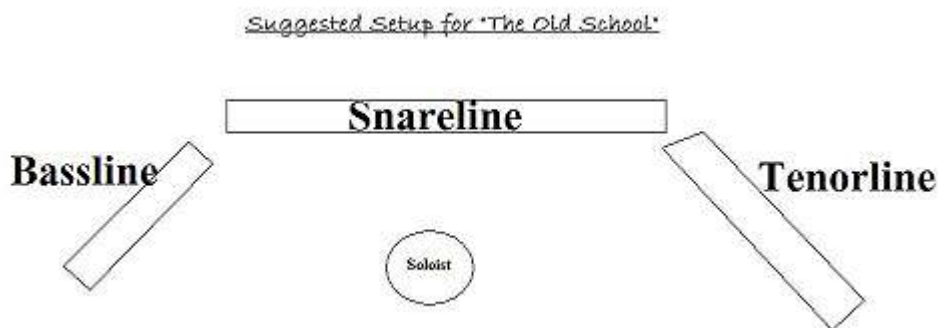 Suggested Setup for "The Old School"
Snareline
Bassline
Tenorline
Soloist